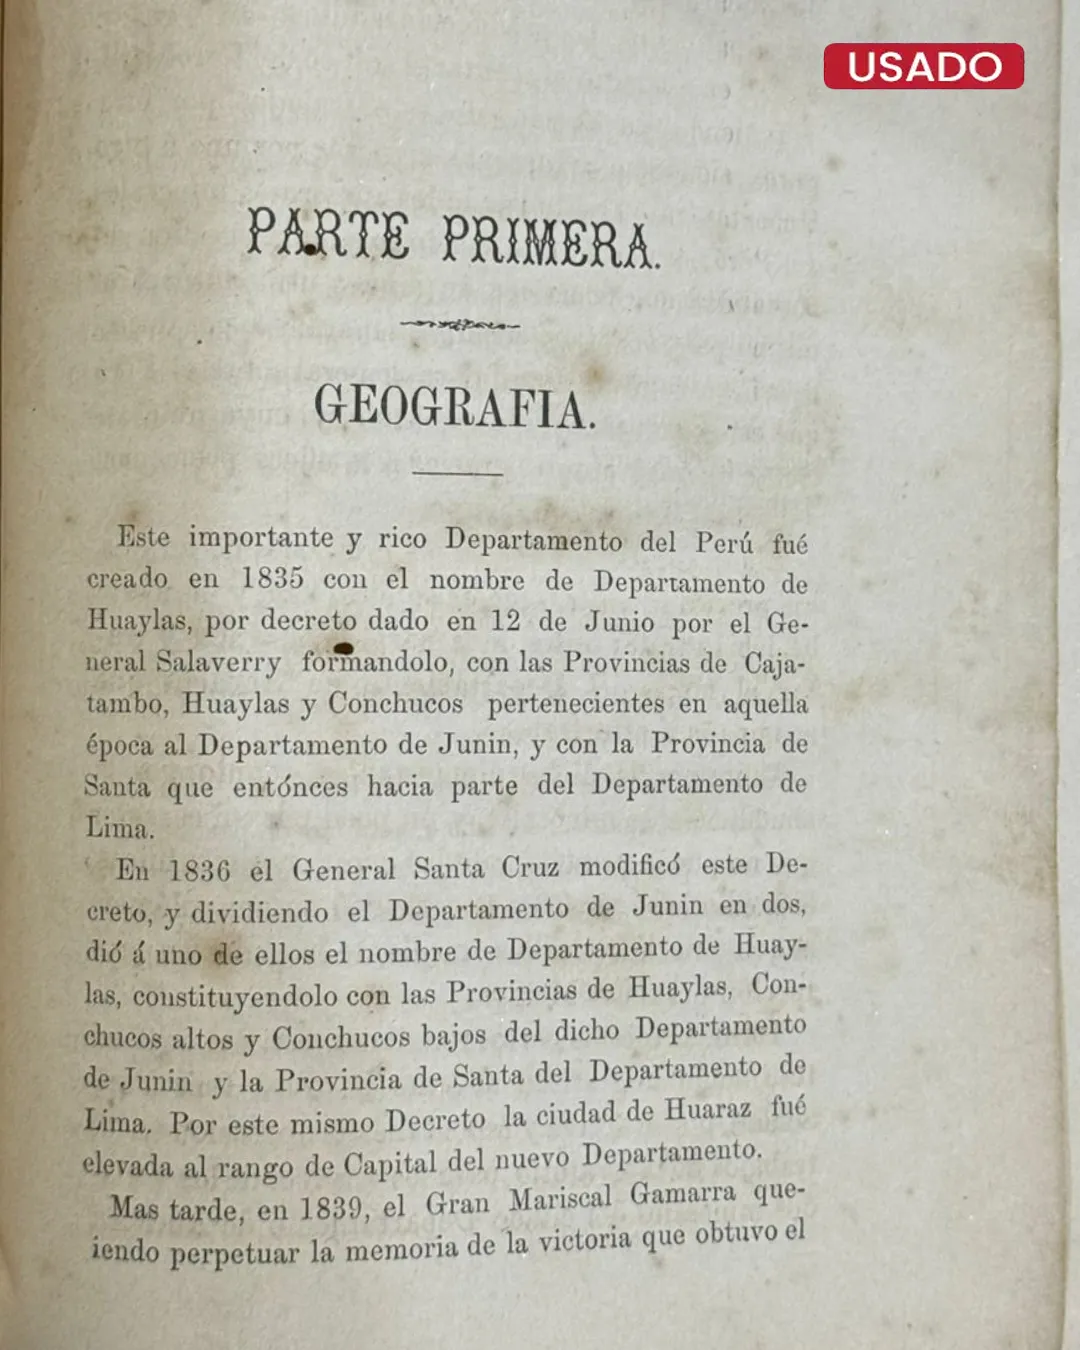 USADO
PARTE PRIMERA.
GEOGRAFIA.
Este importante y rico Departamento del Perú fué
creado en 1835 con el nombre de Departamento de
Huaylas, por decreto dado en 12 de Junio por el Ge-
neral Salaverry formandolo, con las Provincias de Caja-
tambo, Huaylas y Conchucos pertenecientes en aquella
época al Departamento de Junin, y con la Provincia de
Santa que entónces hacia parte del Departamento de
Lima.
En 1836 el General Santa Cruz modificó este De-
creto, y dividiendo el Departamento de Junin en dos,
dió á uno de ellos el nombre de Departamento de Huay-
las, constituyendolo con las Provincias de Huaylas, Con-
chucos altos y Conchucos bajos del dicho Departamento
de Junin y la Provincia de Santa del Departamento de
Lima. Por este mismo Decreto la ciudad de Huaraz fué
elevada al rango de Capital del nuevo Departamento.
Mas tarde, en 1839, el Gran Mariscal Gamarra que-
iendo perpetuar la memoria de la victoria que obtuvo el